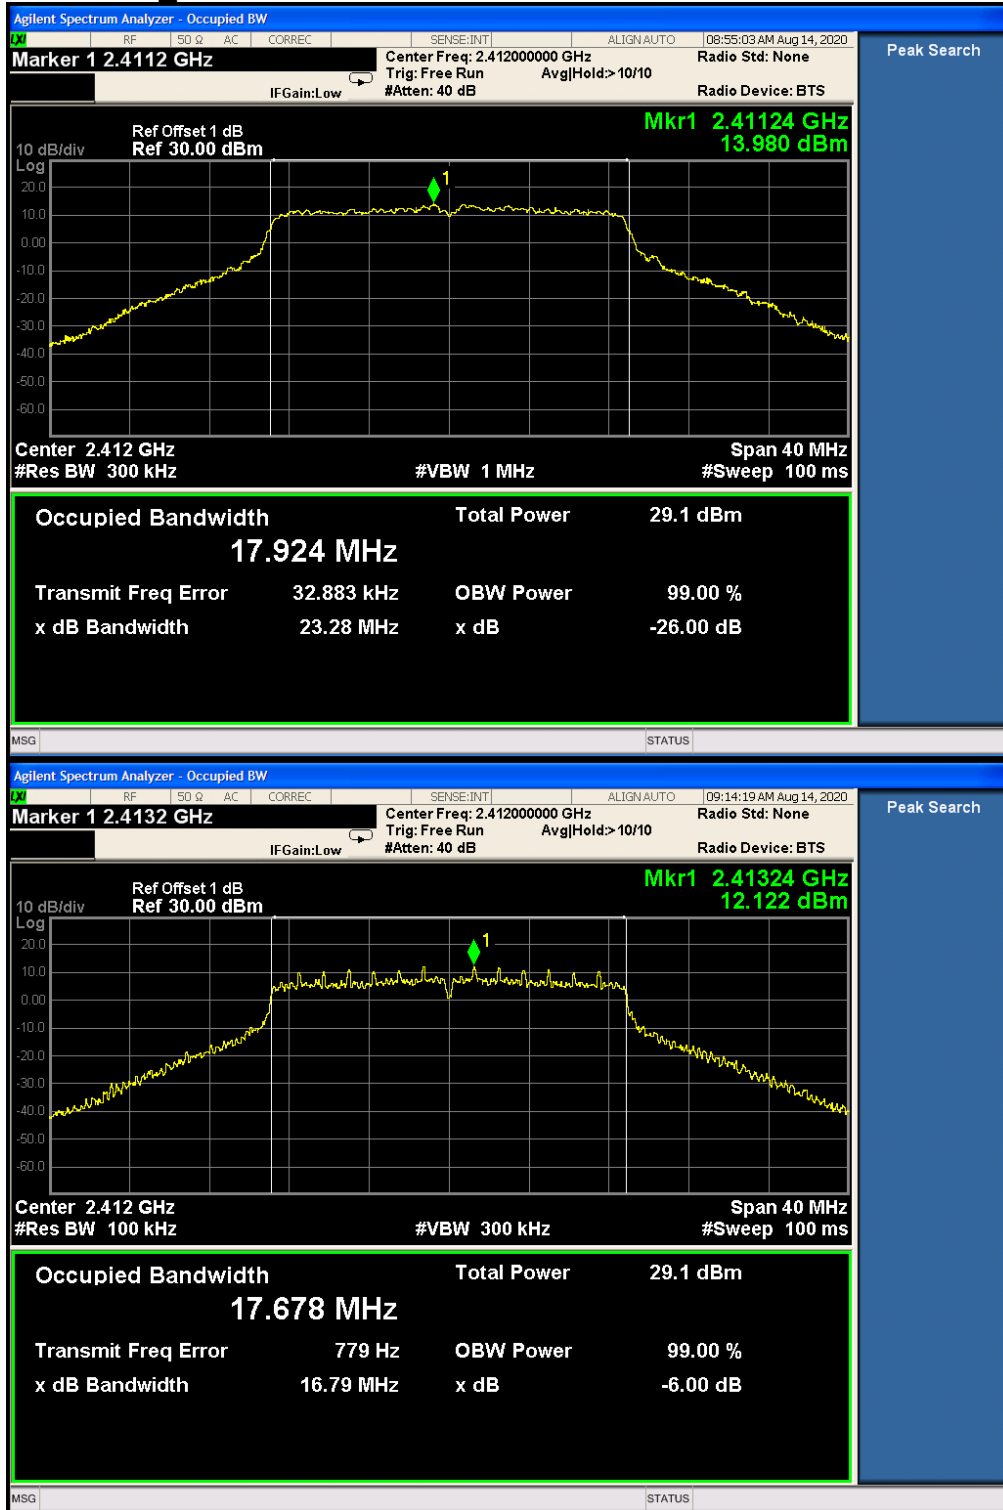 Agilent Spectrum Analyzer - Occupied BW
LXI RF 50 Ω AC CORREC SENSE:INT ALIGN AUTO 08:55:03 AM Aug 14, 2020
Marker 1 2.4112 GHz Center Freq: 2.412000000 GHz Radio Std: None Peak Search
Trig: Free Run Avg|Hold:> 10/10
IFGain:Low #Atten: 40 dB Radio Device: BTS
Mkr1 2.41124 GHz
Ref Offset 1 dB 13.980 dBm
10 dB/div Ref 30.00 dBm
Log
1
20.0
10.0
0.00
-10.0
-20.0
-30.0
-40.0
-50.0
-60.0
Center 2.412 GHz Span 40 MHz
#Res BW 300 kHz #VBW 1 MHz #Sweep 100 ms
Occupied Bandwidth Total Power 29.1 dBm
17.924 MHz
Transmit Freq Error 32.883 kHz OBW Power 99.00 %
x dB Bandwidth 23.28 MHz x dB -26.00 dB
MSG STATUS
Agilent Spectrum Analyzer - Occupied BW
LXI RF 50 Ω AC CORREC SENSE:INT ALIGN AUTO 09:14:19 AM Aug 14, 2020
Marker 1 2.4132 GHz Center Freq: 2.412000000 GHz Radio Std: None Peak Search
Trig: Free Run Avg|Hold:> 10/10
IFGain:Low #Atten: 40 dB Radio Device: BTS
Mkr1 2.41324 GHz
Ref Offset 1 dB 12.122 dBm
10 dB/div Ref 30.00 dBm
Log
1
20.0
10.0
0.00
-10.0
-20.0
-30.0
-40.0
-50.0
-60.0
Center 2.412 GHz Span 40 MHz
#Res BW 100 kHz #VBW 300 kHz #Sweep 100 ms
Occupied Bandwidth Total Power 29.1 dBm
17.678 MHz
Transmit Freq Error 779 Hz OBW Power 99.00 %
x dB Bandwidth 16.79 MHz x dB -6.00 dB
MSG STATUS